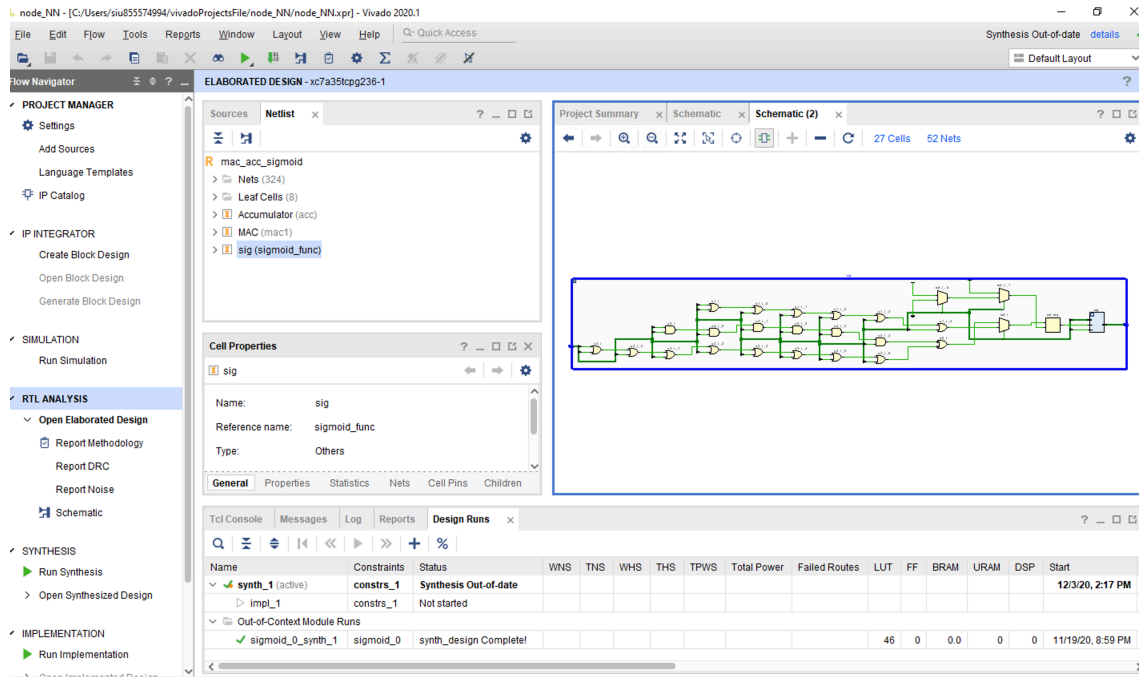 node_NN - [C:/Users/siu855574994/vivadoProjectsFile/node_NN/node_NN.xpr] - Vivado 2020.1
File Edit Flow Tools Reports Window Layout View Help Q- Quick Access Synthesis Out-of-date details
Default Layout
Flow Navigator ? _
ELABORATED DESIGN - xc7a35tcpg236-1 ?
PROJECT MANAGER
Settings
Add Sources
Language Templates
IP Catalog
IP INTEGRATOR
Create Block Design
Open Block Design
Generate Block Design
SIMULATION
Run Simulation
RTL ANALYSIS
Open Elaborated Design
Report Methodology
Report DRC
Report Noise
Schematic
SYNTHESIS
Run Synthesis
Open Synthesized Design
IMPLEMENTATION
Run Implementation
Open Implemented Design
Sources Netlist × ? _
R mac_acc_sigmoid
Nets (324)
Leaf Cells (8)
Accumulator (acc)
MAC (mac1)
sig (sigmoid_func)
Cell Properties ? _
sig
Name: sig
Reference name: sigmoid_func
Type: Others
General Properties Statistics Nets Cell Pins Children
Project Summary × Schematic × Schematic (2) × ?
27 Cells 52 Nets
Tcl Console Messages Log Reports Design Runs × ? _
Name Constraints Status WNS TNS WHS THS TPWS Total Power Failed Routes LUT FF BRAM URAM DSP Start
synth_1 (active) constrs_1 Synthesis Out-of-date 12/3/20, 2:17 PM
impl_1 constrs_1 Not started
Out-of-Context Module Runs
sigmoid_0_synth_1 sigmoid_0 synth_design Complete! 46 0 0.0 0 0 11/19/20, 8:59 PM